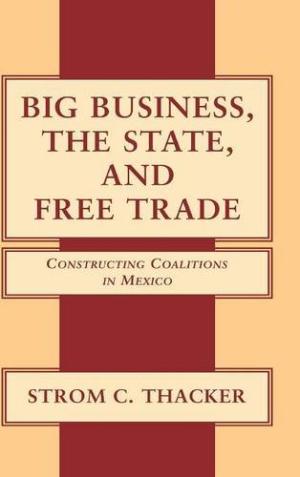 BIG BUSINESS,
THE STATE,
AND
FREE TRADE
CONSTRUCTING COALITIONS
IN MEXICO
STROM C. THACKER